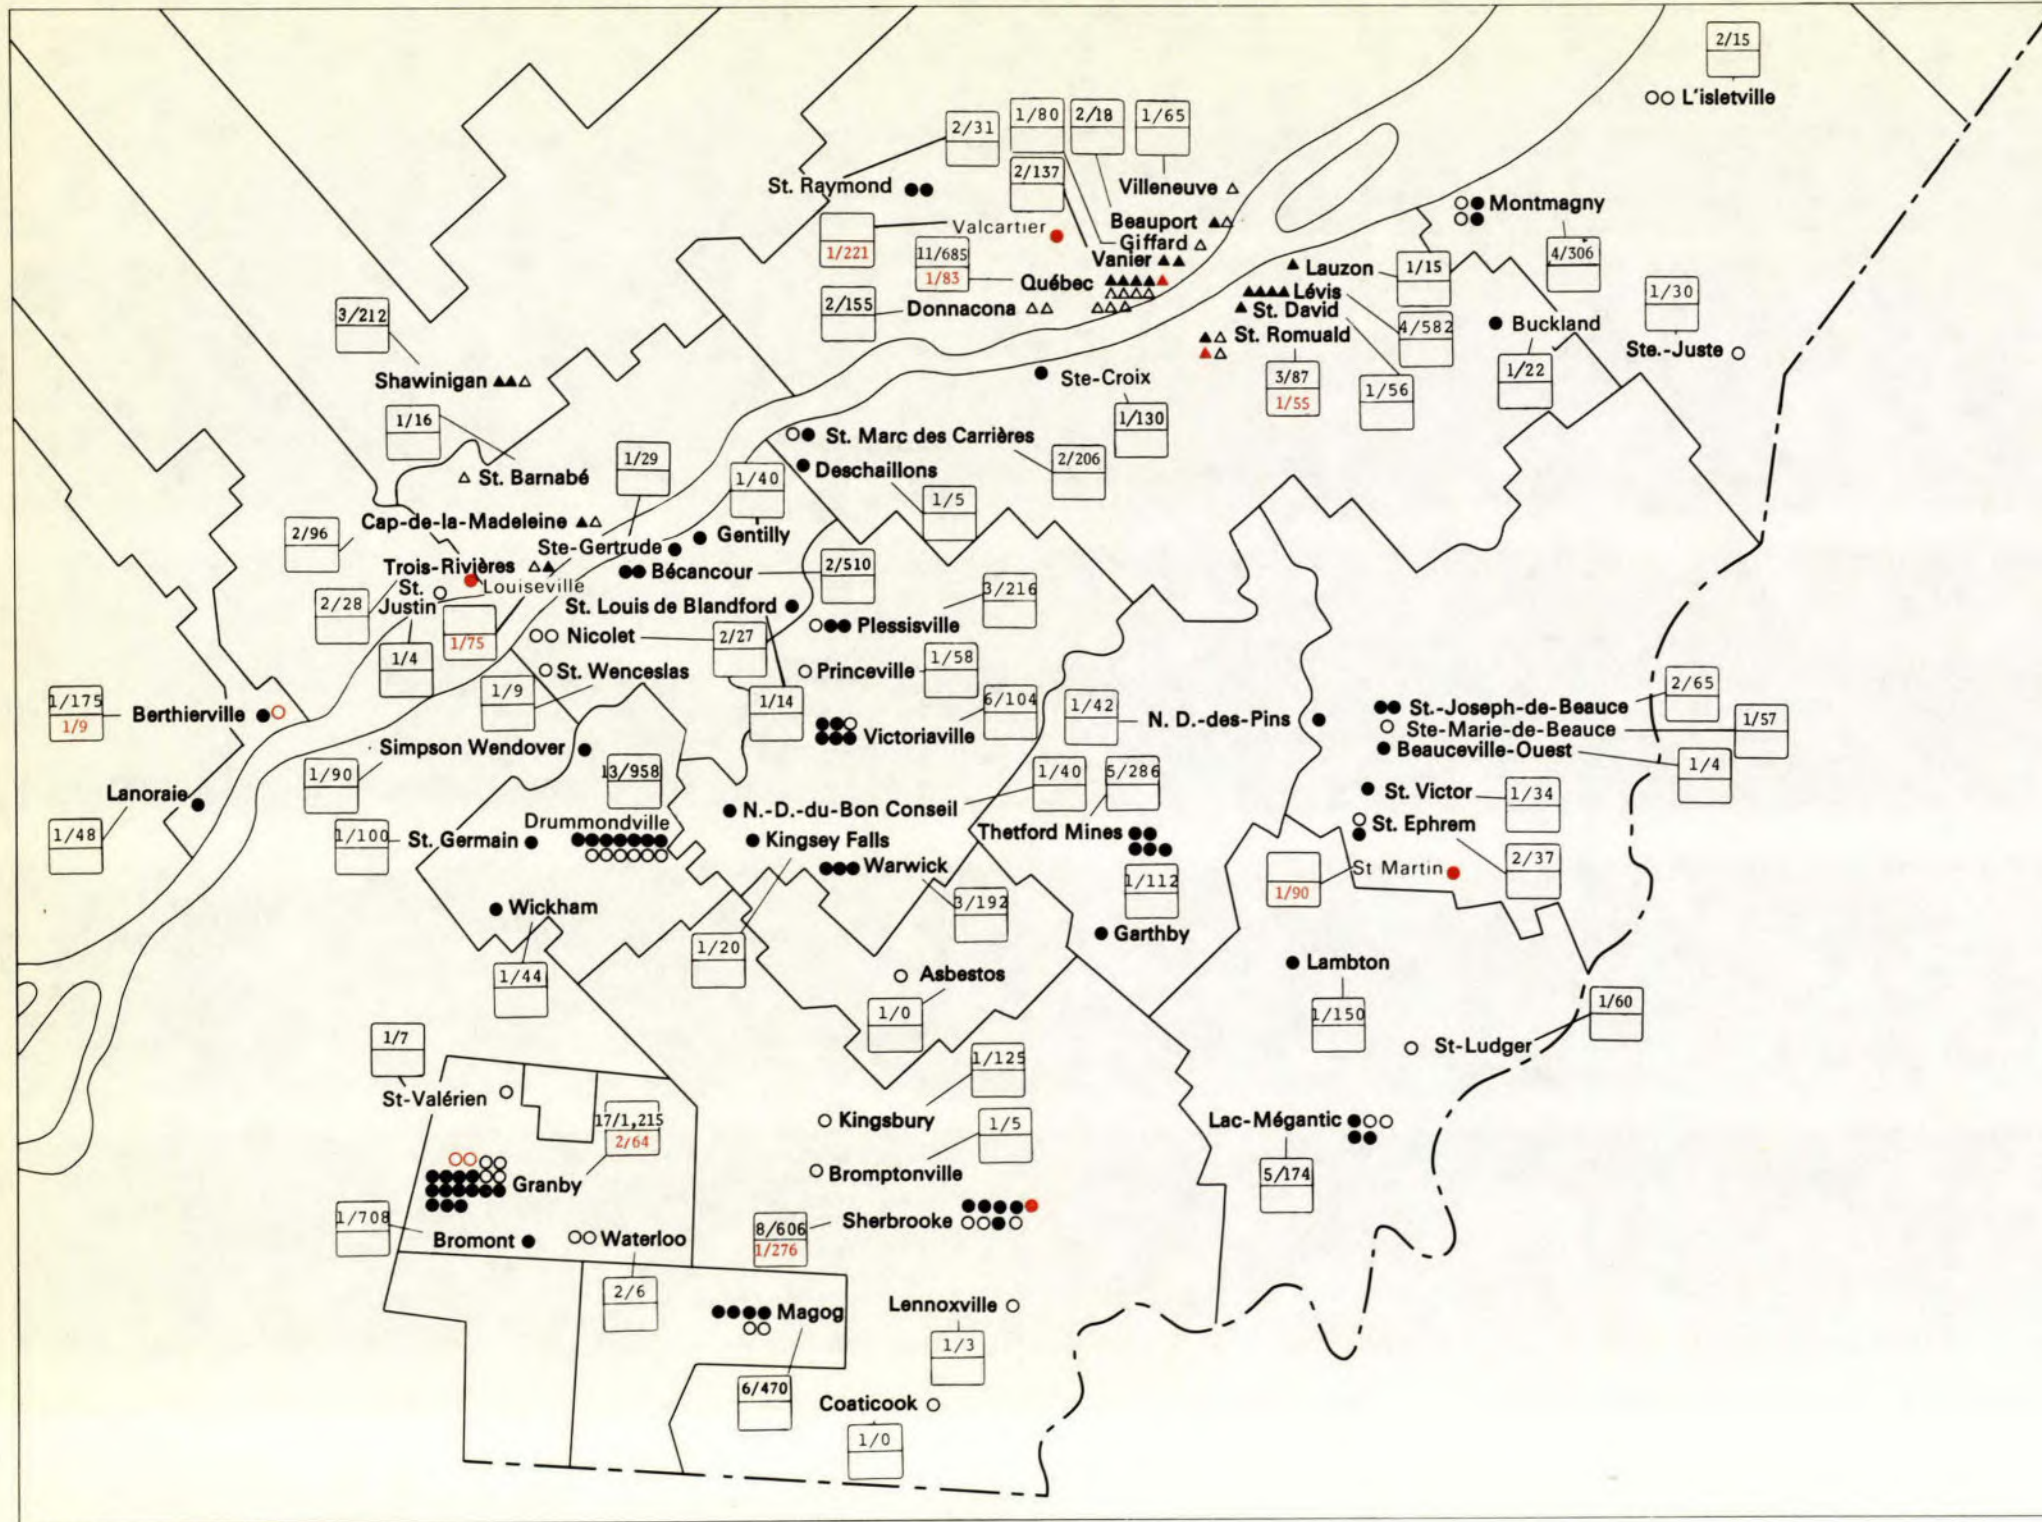 2/15
L'isletville
2/31
1/80
2/18
1/65
2/137
St. Raymond
Villeneuve
Valcartier
1/221
Beauport
Giffard
Vanier
11/685
1/83
Québec
2/155
Donnacona
Montmagny
4/306
Lauzon
1/15
Lévis
St. David
4/582
St. Romuald
3/87
1/55
1/56
Buckland
1/22
1/30
Ste.-Juste
3/212
Shawinigan
1/16
St. Barnabé
Ste-Croix
1/130
St. Marc des Carrières
2/206
Deschaillons
1/5
1/29
1/40
Gentilly
2/96
Cap-de-la-Madeleine
Ste-Gertrude
Trois-Rivières
Bécancour
2/510
2/28
St.
Justin
Louiseville
1/4
1/75
St. Louis de Blandford
3/216
Plessisville
Nicolet
2/27
St. Wenceslas
1/9
Princeville
1/58
1/14
6/104
Victoriaville
1/175
1/9
Berthierville
Simpson Wendover
1/90
13/958
Lanoraie
1/48
1/100
St. Germain
Drummondville
1/42
N. D.-des-Pins
St.-Joseph-de-Beauce
2/65
Ste-Marie-de-Beauce
1/57
Beauceville-Ouest
1/4
1/40
5/286
N.-D.-du-Bon Conseil
Kingsey Falls
Thetford Mines
St. Victor
1/34
St. Ephrem
2/37
Warwick
3/192
1/112
St Martin
1/90
Wickham
1/44
1/20
Garthby
Asbestos
1/0
Lambton
1/150
1/60
St-Ludger
1/7
St-Valérien
17/1,215
2/64
1/125
Kingsbury
1/5
Bromptonville
Lac-Mégantic
5/174
Granby
1/708
Bromont
Waterloo
2/6
Sherbrooke
8/606
1/276
Magog
6/470
Lennoxville
1/3
Coaticook
1/0